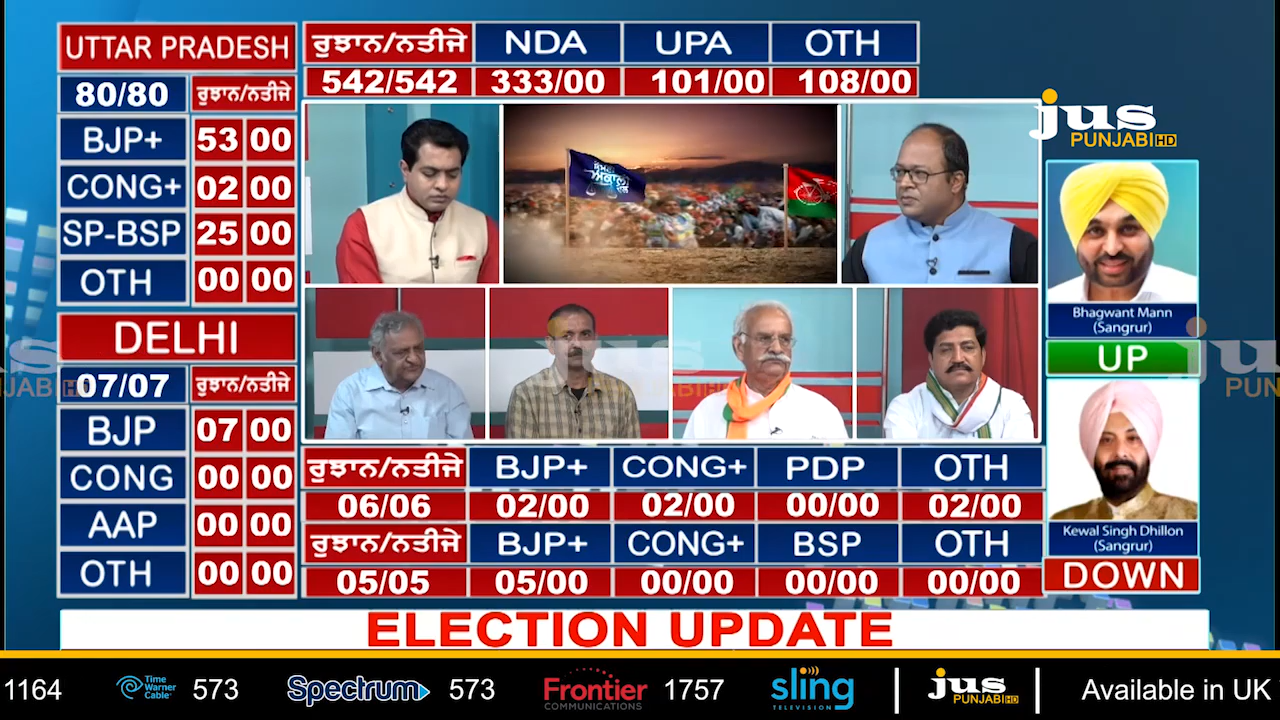 UTTAR PRADESH
80/80 ਰੁਝਾਨ/ਨਤੀਜੇ
BJP+ 53 00
CONG+ 02 00
SP-BSP 25 00
OTH 00 00
DELHI
07/07 ਰੁਝਾਨ/ਨਤੀਜੇ
BJP 07 00
CONG 00 00
AAP 00 00
OTH 00 00
ਰੁਝਾਨ/ਨਤੀਜੇ NDA UPA OTH
542/542 333/00 101/00 108/00
jus
PUNJABI HD
Bhagwant Mann
(Sangrur)
UP
Kewal Singh Dhillon
(Sangrur)
DOWN
ਰੁਝਾਨ/ਨਤੀਜੇ BJP+ CONG+ PDP OTH
06/06 02/00 02/00 00/00 02/00
ਰੁਝਾਨ/ਨਤੀਜੇ BJP+ CONG+ BSP OTH
05/05 05/00 00/00 00/00 00/00
ELECTION UPDATE
1164 Time Warner Cable 573 Spectrum 573 Frontier COMMUNICATIONS 1757 sling TELEVISION jus PUNJABI HD Available in UK